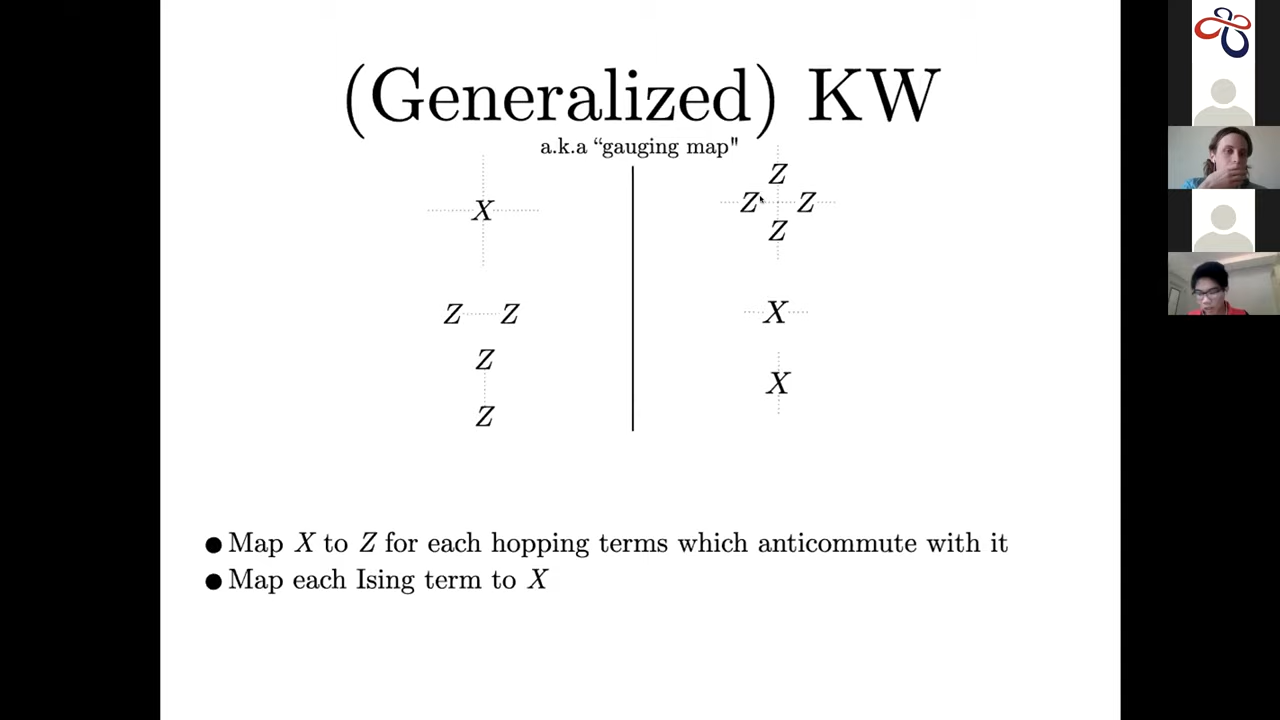 (Generalized) KW
a.k.a “gauging map"
X
Z Z
Z
Z
Z
Z Z
Z
X
X
● Map X to Z for each hopping terms which anticommute with it
● Map each Ising term to X